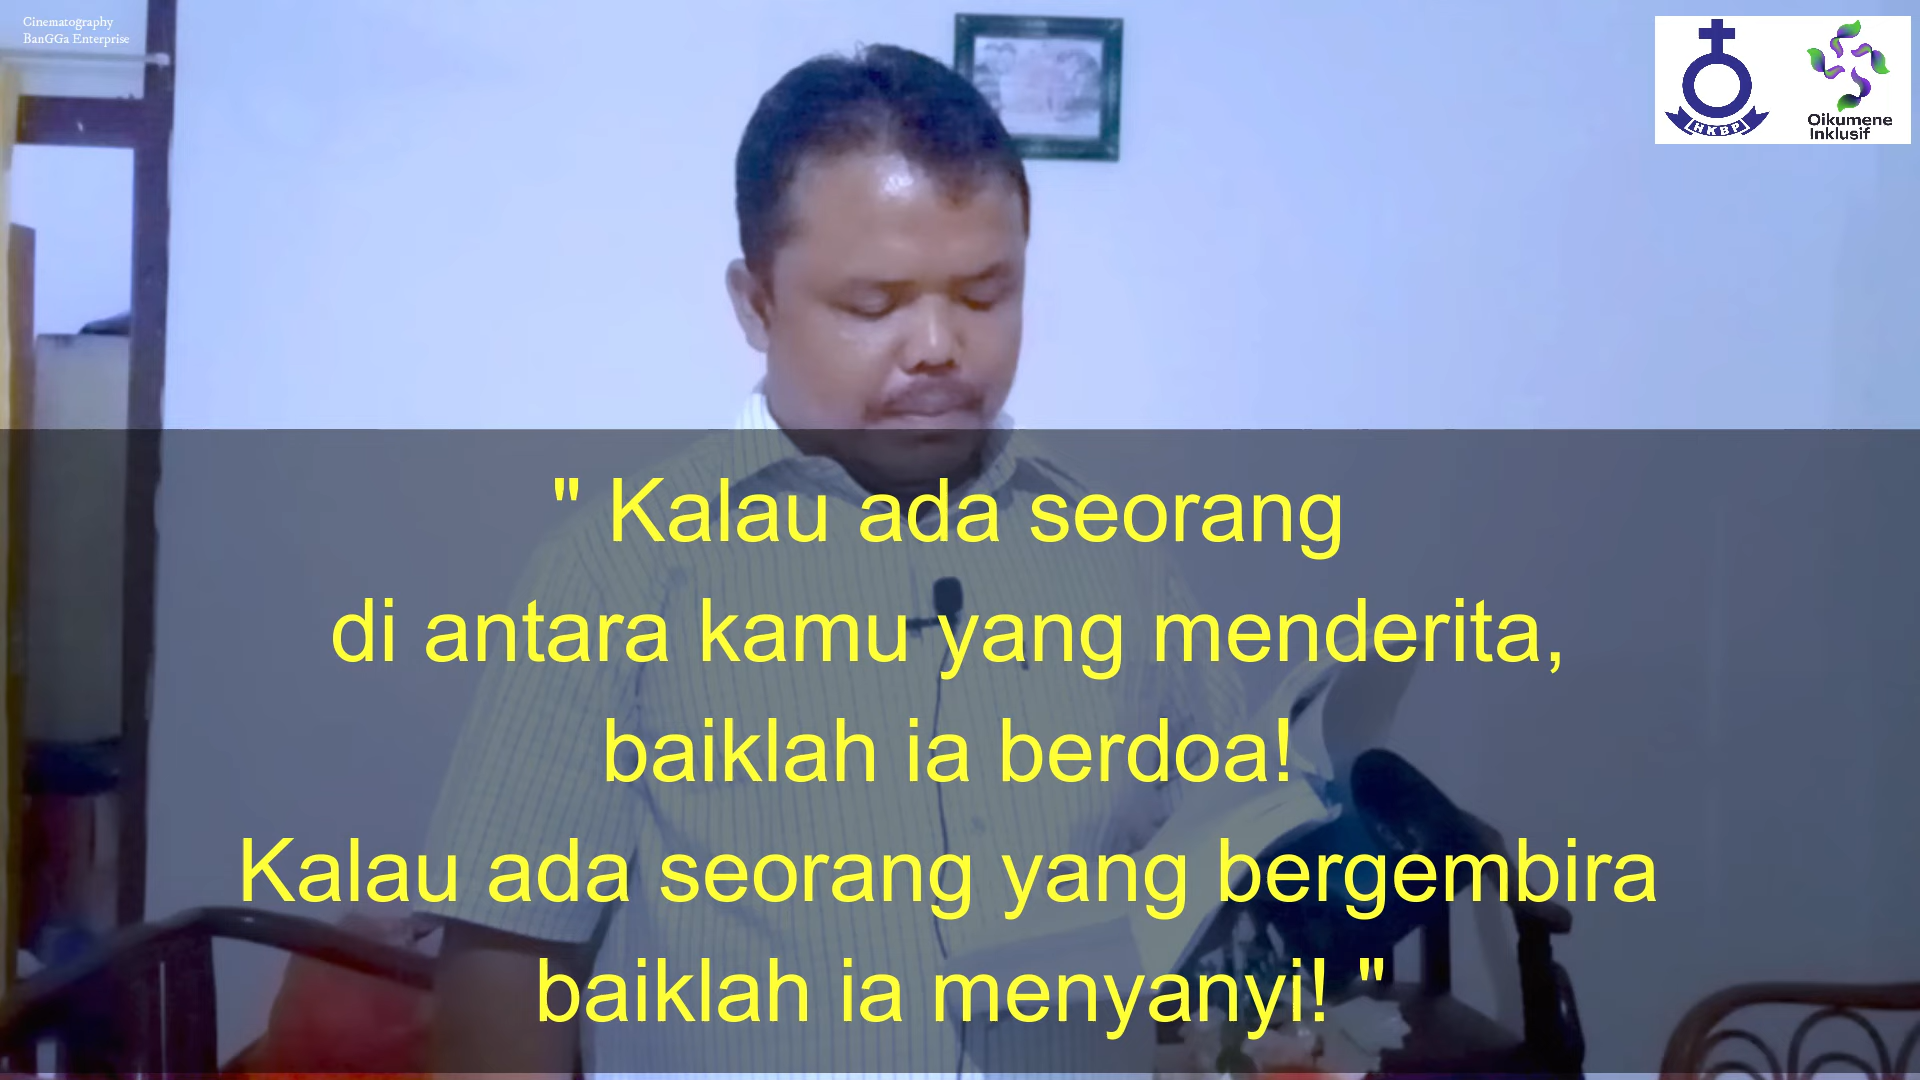 Cinematography
BanGGa Enterprise
HKBP
Oikumene
Inklusif
" Kalau ada seorang
di antara kamu yang menderita,
baiklah ia berdoa!
Kalau ada seorang yang bergembira
baiklah ia menyanyi! "